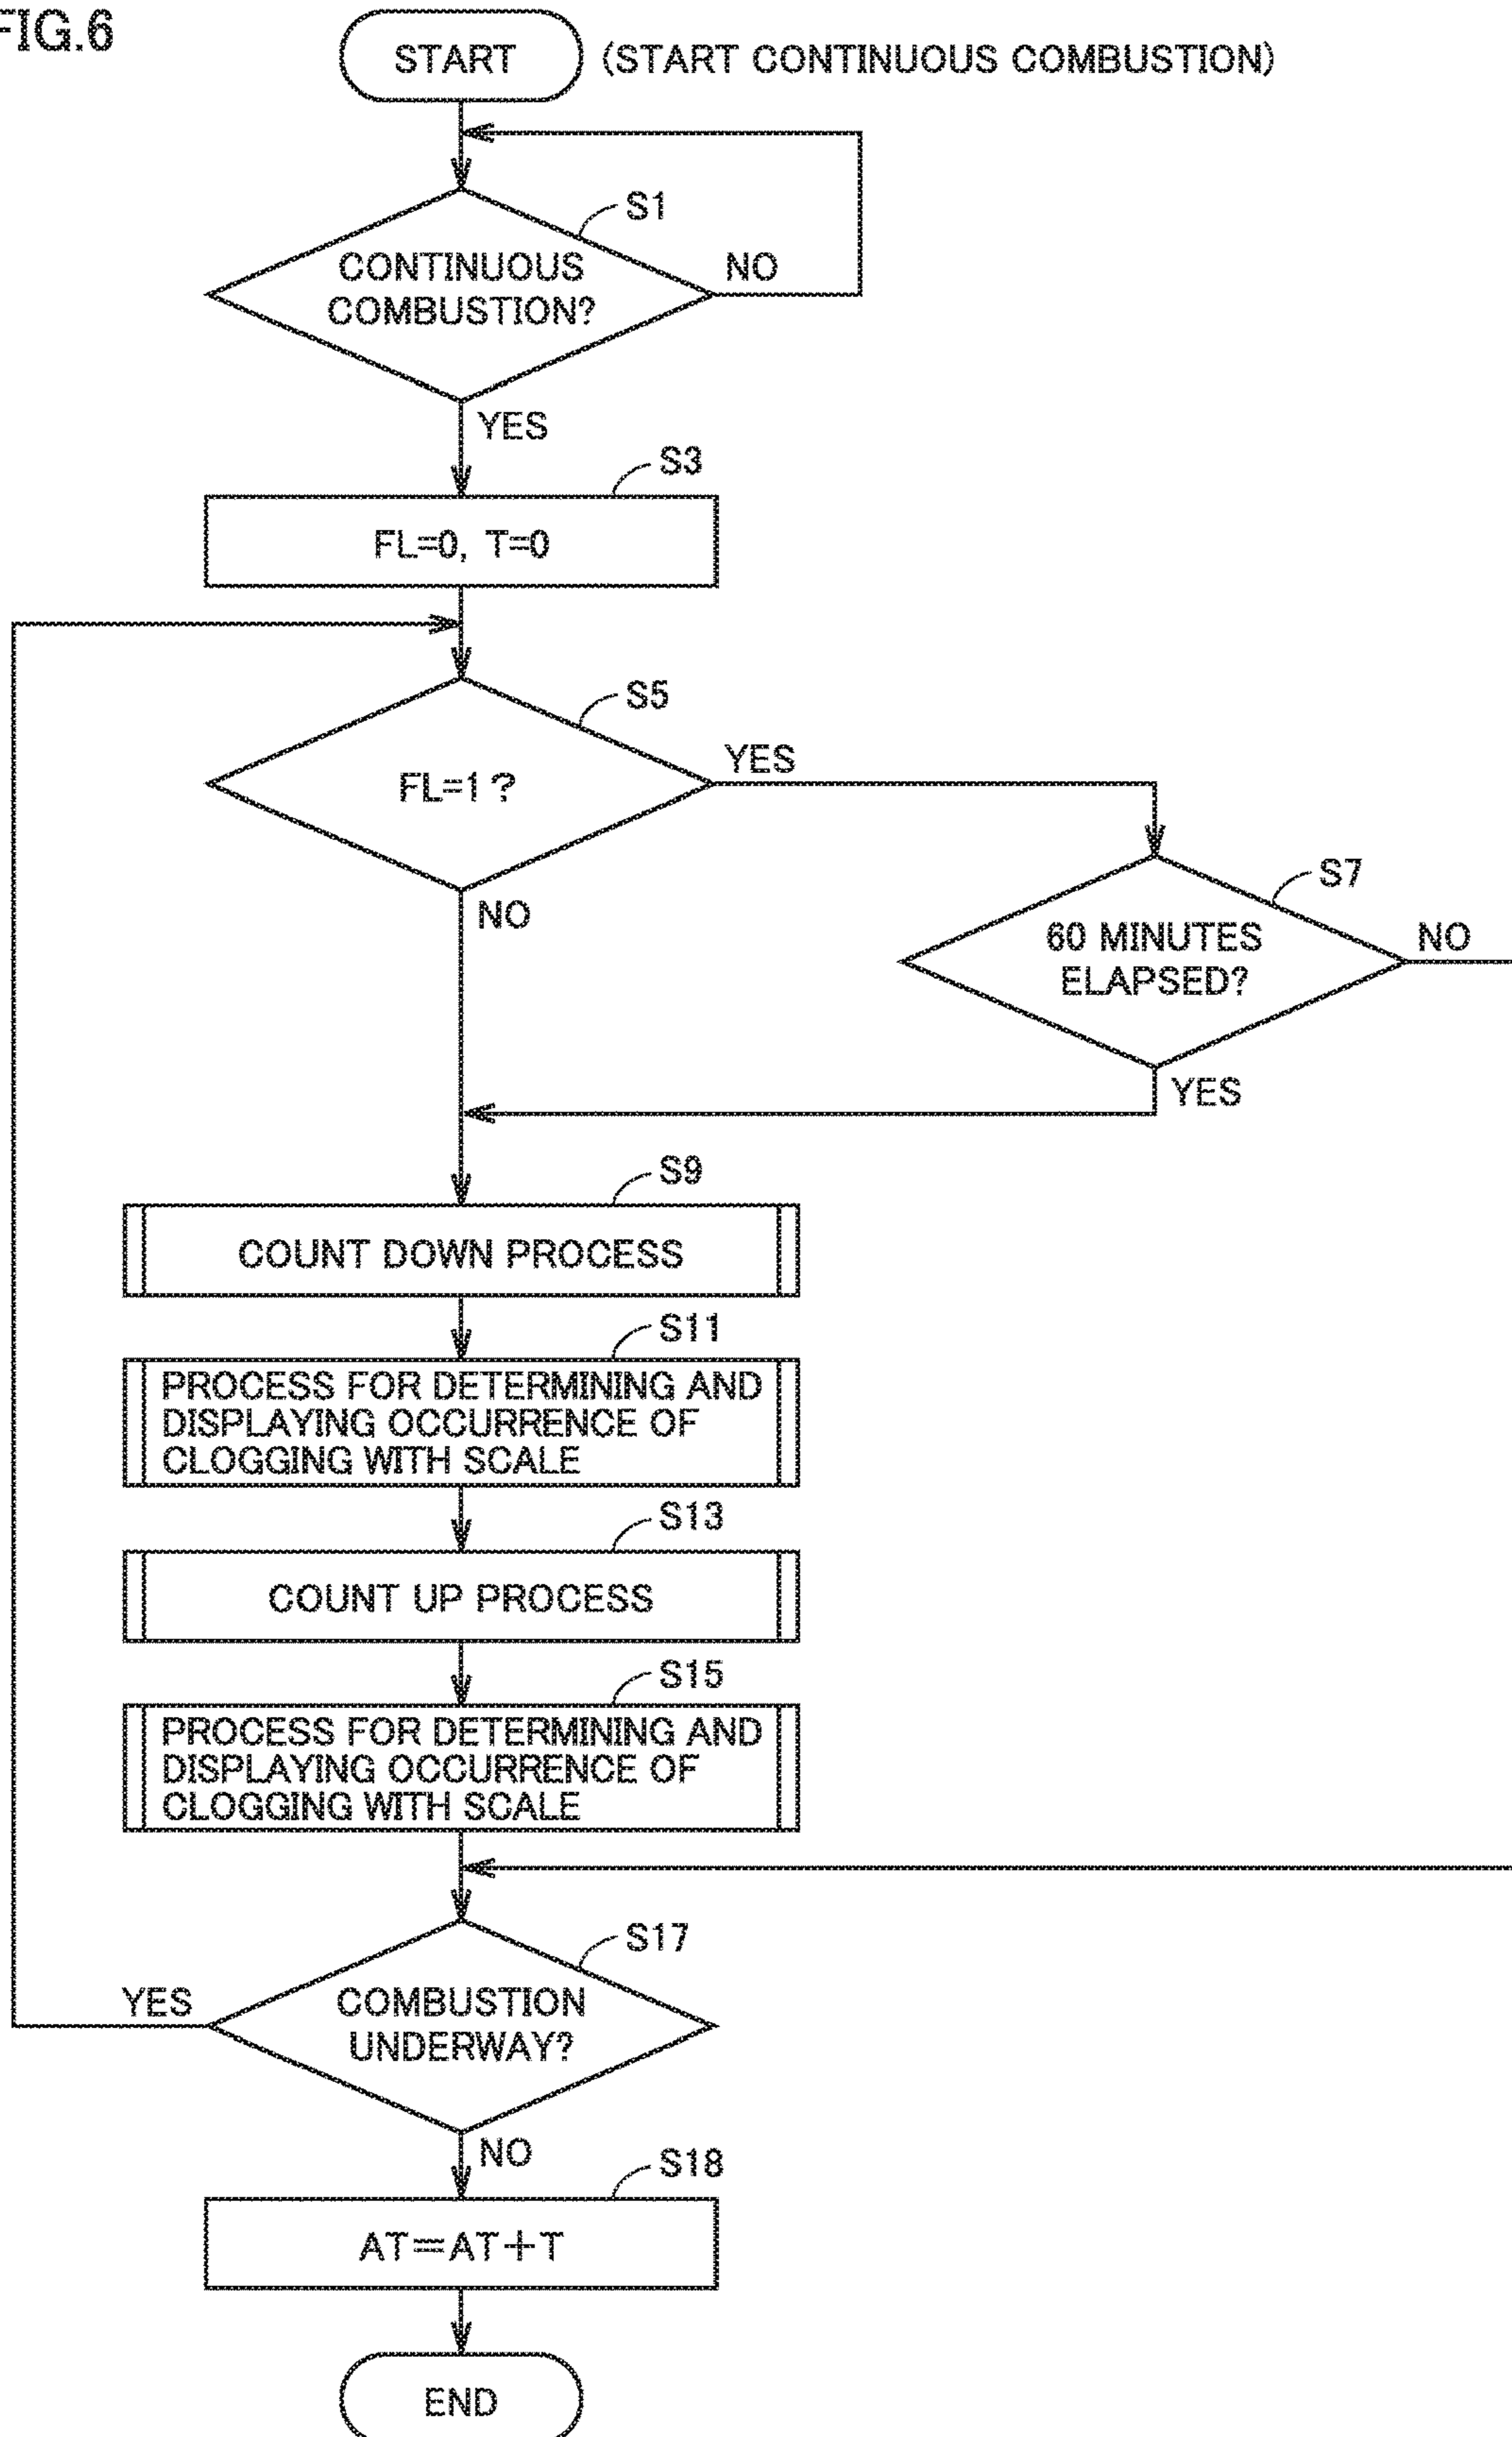 FIG.6
START (START CONTINUOUS COMBUSTION)
S1
CONTINUOUS
COMBUSTION?
NO
YES
S3
FL=0, T=0
S5
FL=1?
YES
NO
S7
60 MINUTES
ELAPSED?
NO
YES
S9
COUNT DOWN PROCESS
S11
PROCESS FOR DETERMINING AND
DISPLAYING OCCURRENCE OF
CLOGGING WITH SCALE
S13
COUNT UP PROCESS
S15
PROCESS FOR DETERMINING AND
DISPLAYING OCCURRENCE OF
CLOGGING WITH SCALE
S17
COMBUSTION
UNDERWAY?
YES
NO
S18
AT=AT+T
END